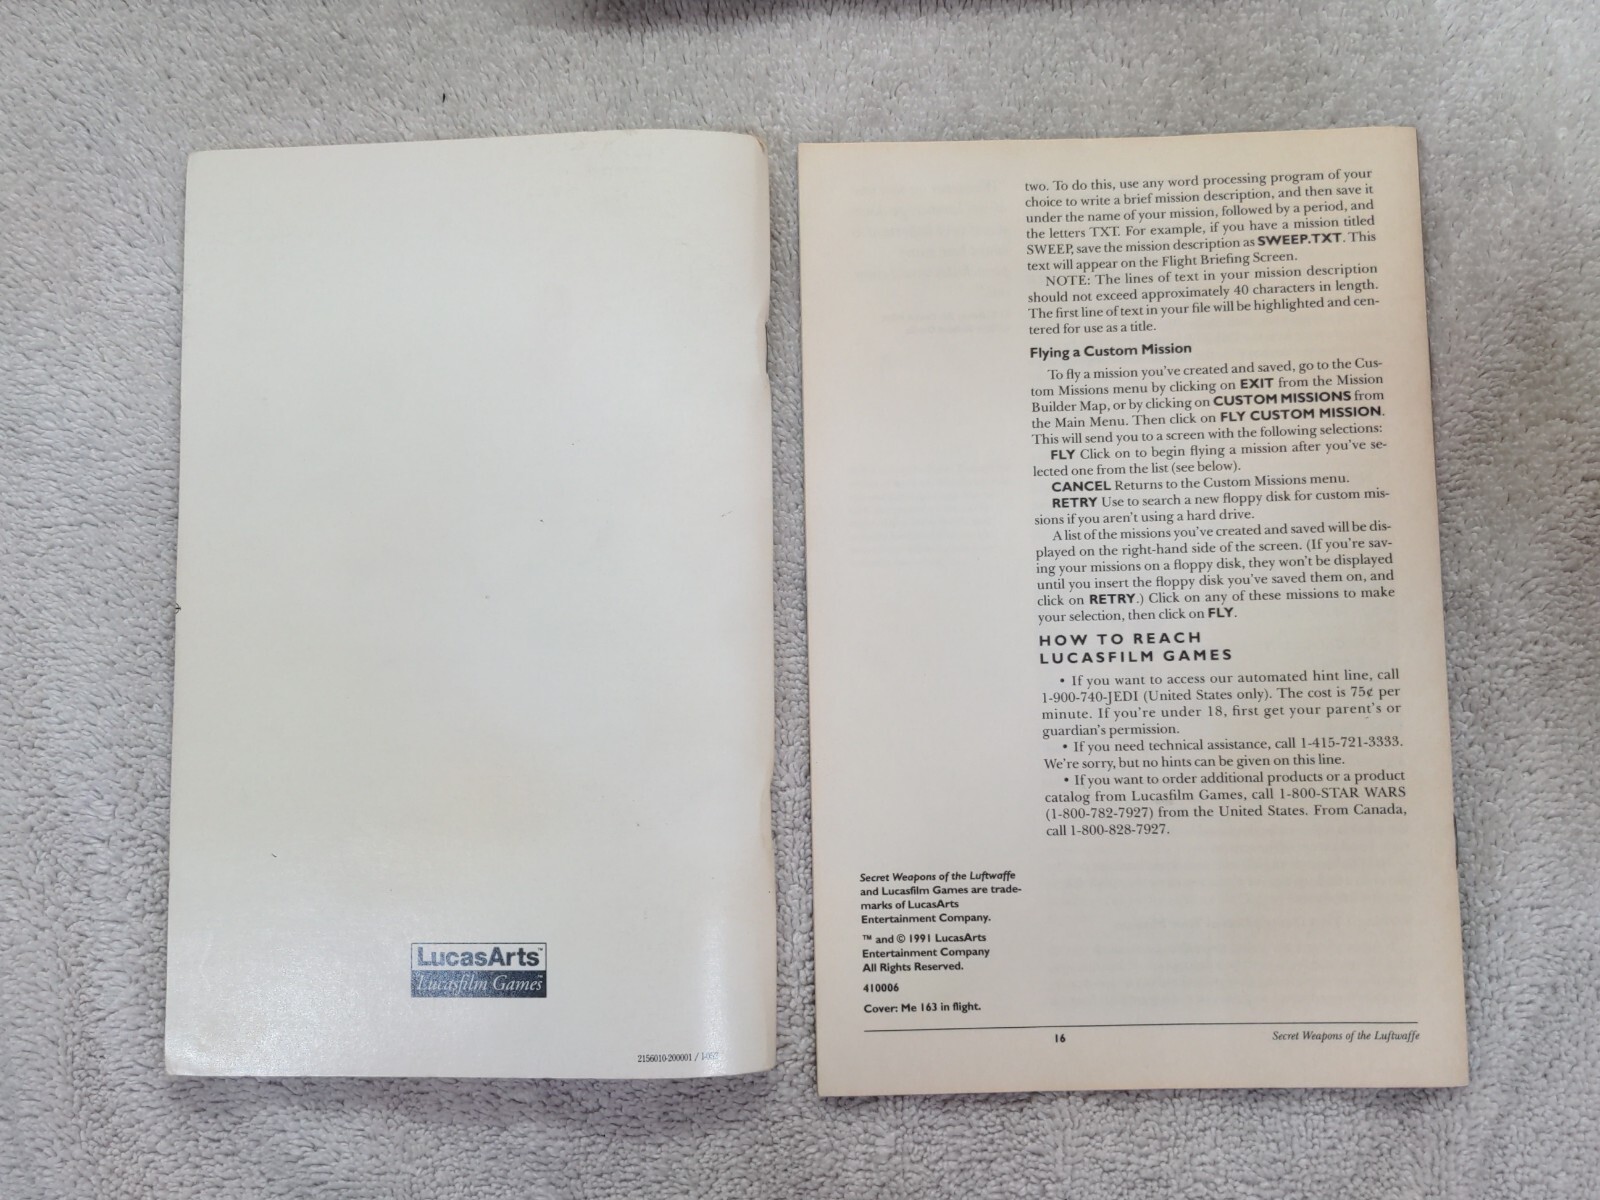 LucasArts™
Lucasfilm Games™
2156010-200001 /
two. To do this, use any word processing program of your
choice to write a brief mission description, and then save it
under the name of your mission, followed by a period, and
the letters TXT. For example, if you have a mission titled
SWEEP, save the mission description as SWEEP.TXT. This
text will appear on the Flight Briefing Screen.
NOTE: The lines of text in your mission description
should not exceed approximately 40 characters in length.
The first line of text in your file will be highlighted and cen-
tered for use as a title.
Flying a Custom Mission
To fly a mission you've created and saved, go to the Cus-
tom Missions menu by clicking on EXIT from the Mission
Builder Map, or by clicking on CUSTOM MISSIONS from
the Main Menu. Then click on FLY CUSTOM MISSION.
This will send you to a screen with the following selections:
FLY Click on to begin flying a mission after you've se-
lected one from the list (see below).
CANCEL Returns to the Custom Missions menu.
RETRY Use to search a new floppy disk for custom mis-
sions if you aren't using a hard drive.
A list of the missions you've created and saved will be dis-
played on the right-hand side of the screen. (If you're sav-
ing your missions on a floppy disk, they won't be displayed
until you insert the floppy disk you've saved them on, and
click on RETRY.) Click on any of these missions to make
your selection, then click on FLY.
HOW TO REACH
LUCASFILM GAMES
• If you want to access our automated hint line, call
1-900-740-JEDI (United States only). The cost is 75¢ per
minute. If you're under 18, first get your parent's or
guardian's permission.
• If you need technical assistance, call 1-415-721-3333.
We're sorry, but no hints can be given on this line.
• If you want to order additional products or a product
catalog from Lucasfilm Games, call 1-800-STAR WARS
(1-800-782-7927) from the United States. From Canada,
call 1-800-828-7927.
Secret Weapons of the Luftwaffe
and Lucasfilm Games are trade-
marks of LucasArts
Entertainment Company.
™ and © 1991 LucasArts
Entertainment Company
All Rights Reserved.
410006
Cover: Me 163 in flight.
16
Secret Weapons of the Luftwaffe